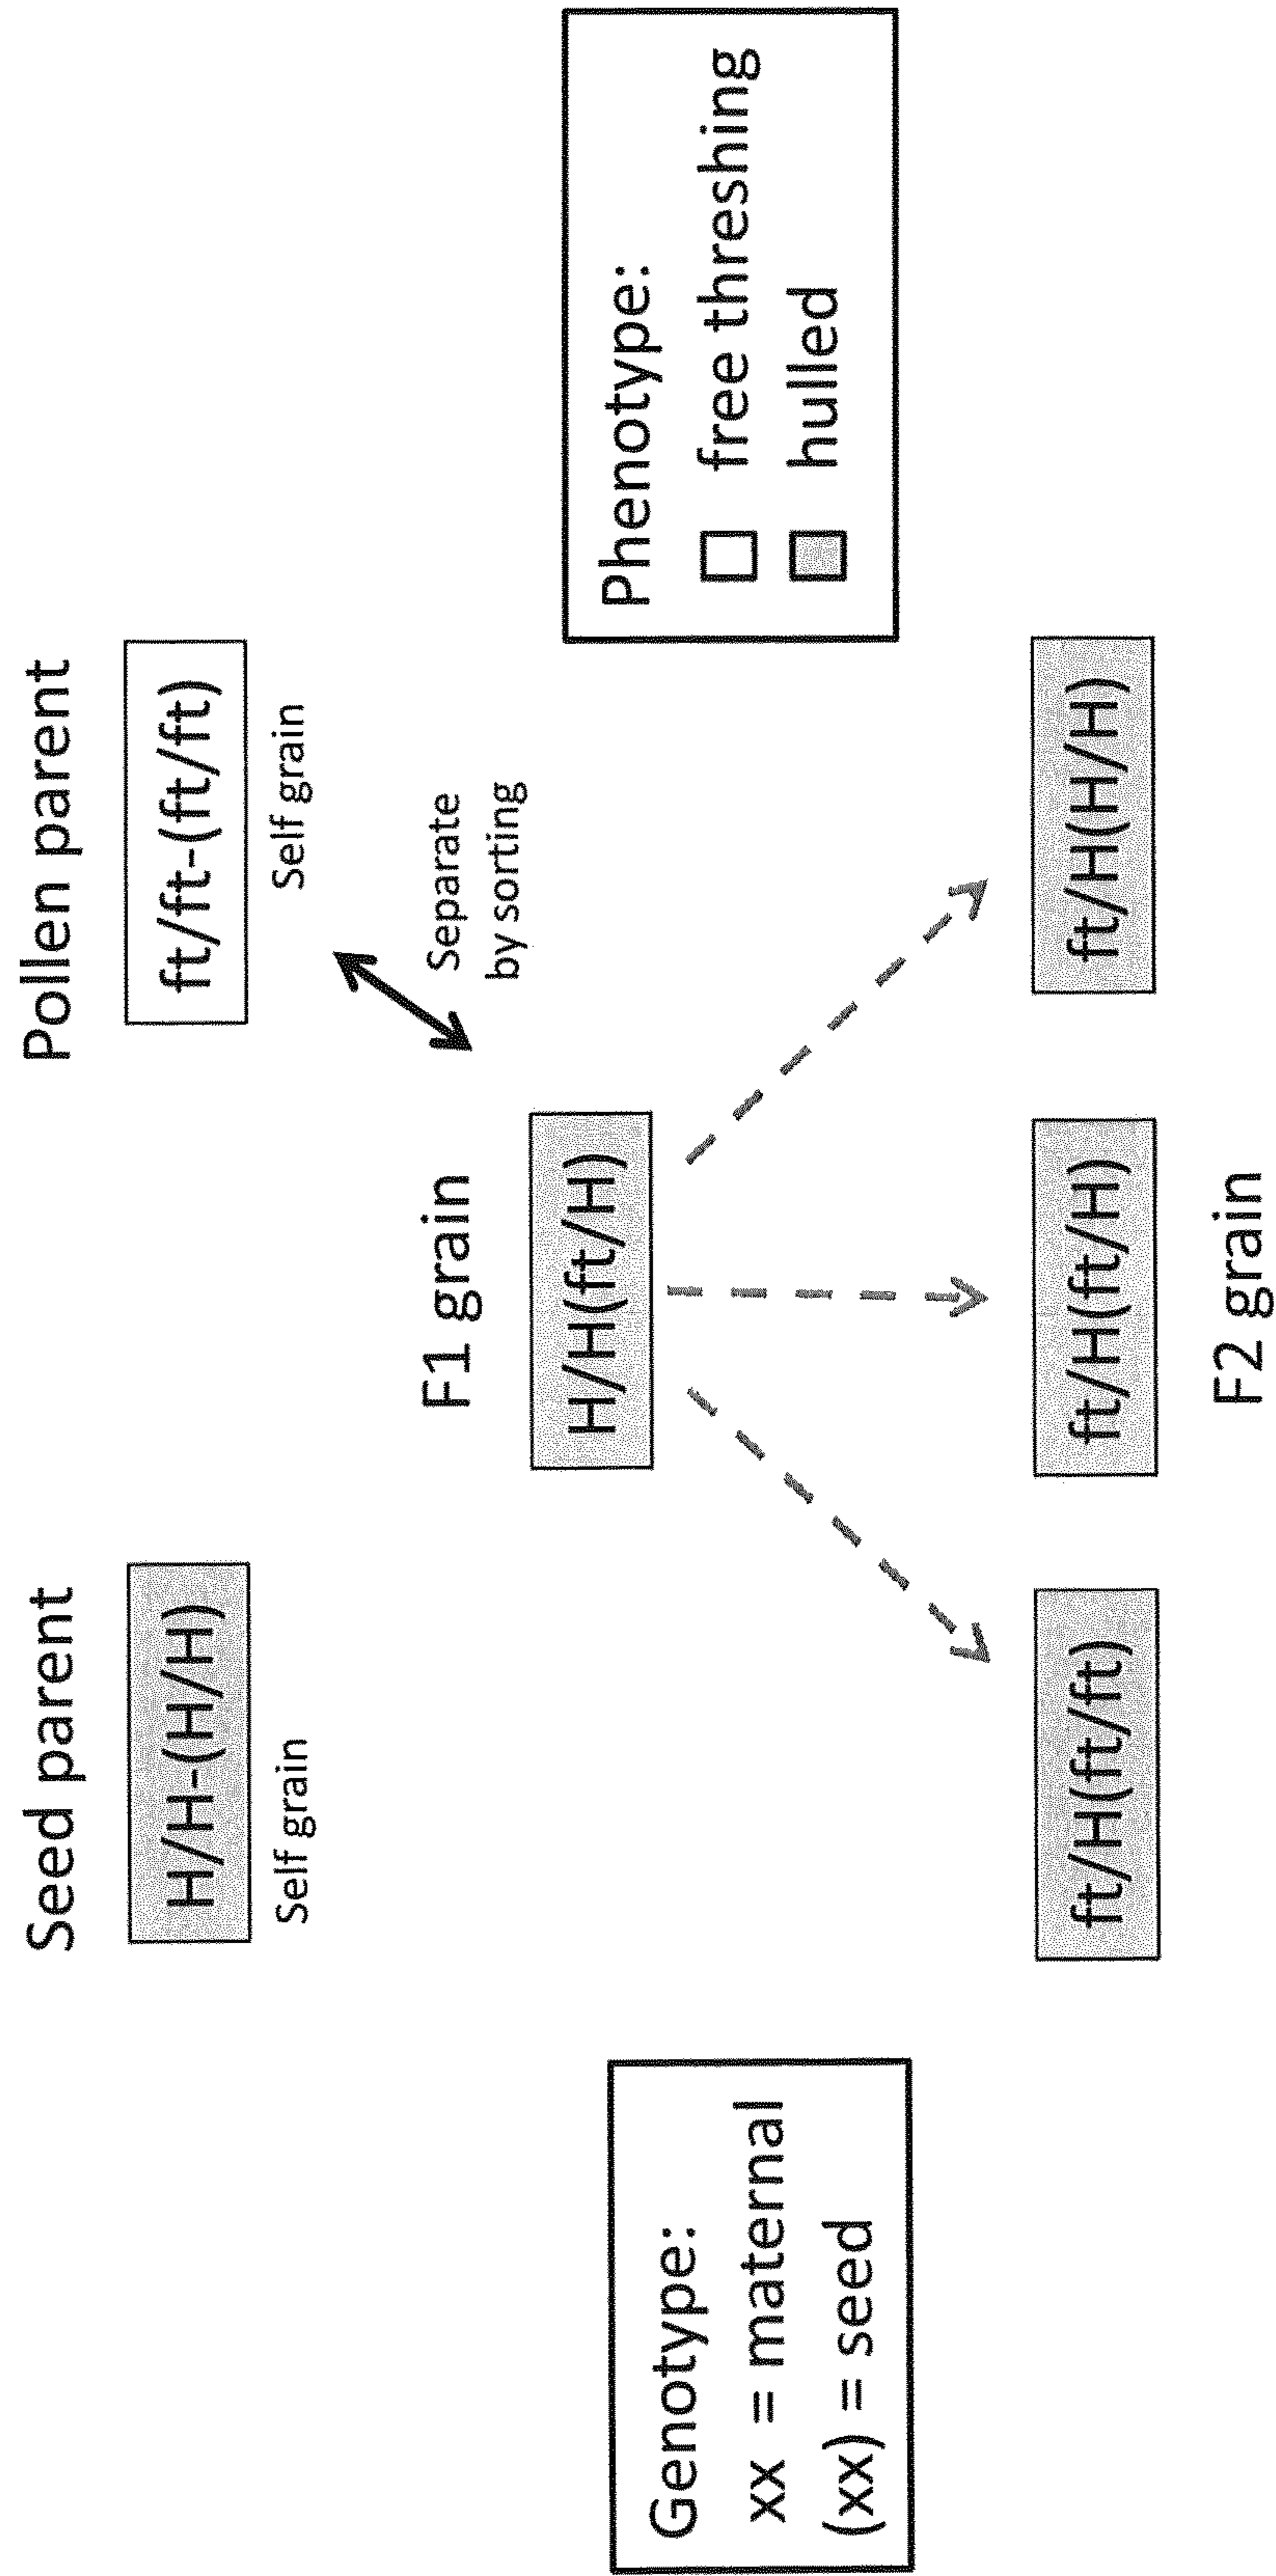 Seed parent
Pollen parent
H/H-(H/H)
ft/ft-(ft/ft)
Self grain
Self grain
F1 grain
Separate
by sorting
H/H(ft/H)
Genotype:
xx = maternal
(xx) = seed
Phenotype:
free threshing
hulled
ft/H(ft/ft)
ft/H(ft/H)
ft/H(H/H)
F2 grain